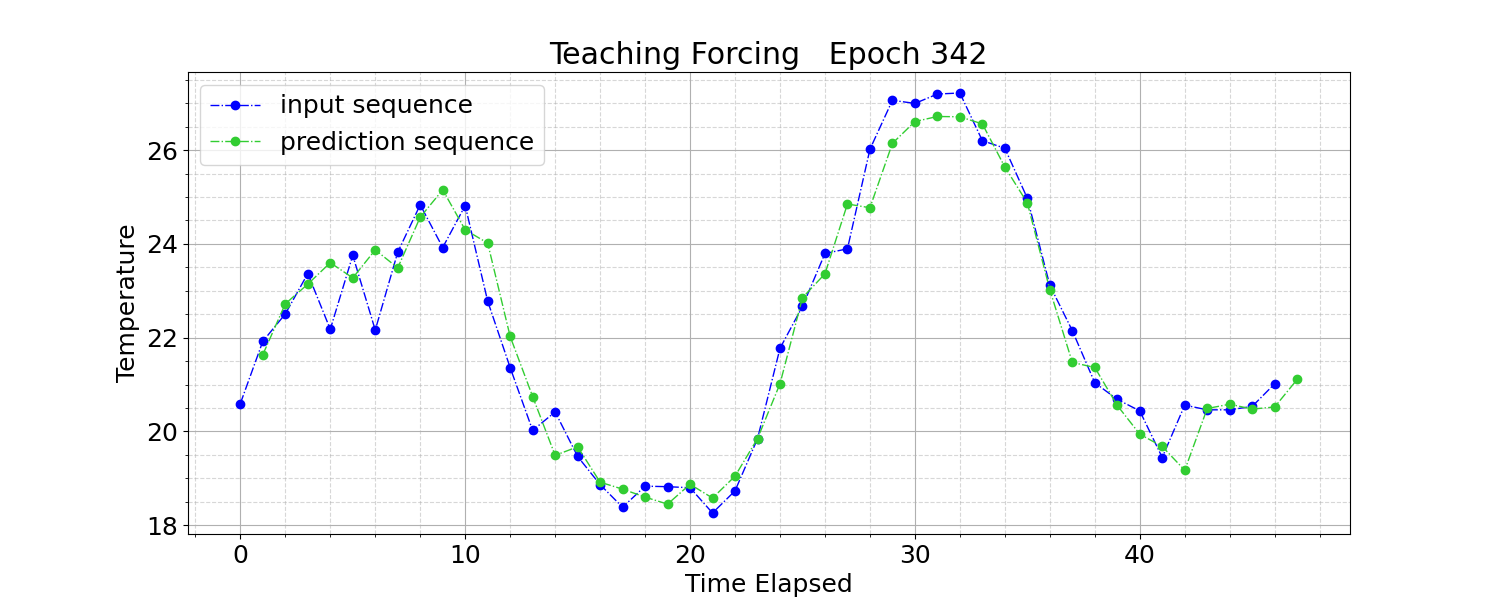 Teaching Forcing   Epoch 342
input sequence
prediction sequence
Temperature
26
24
22
20
18
0 10 20 30 40
Time Elapsed